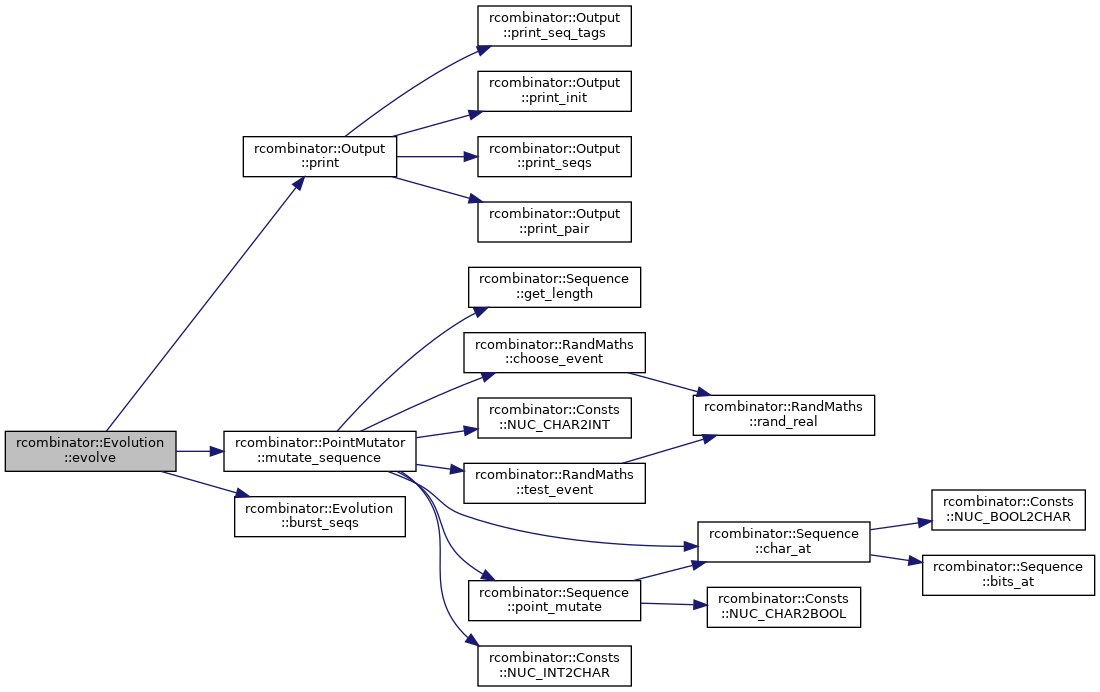 rcombinator::Output
::print_seq_tags
rcombinator::Output
::print_init
rcombinator::Output
::print
rcombinator::Output
::print_seqs
rcombinator::Output
::print_pair
rcombinator::Sequence
::get_length
rcombinator::RandMaths
::choose_event
rcombinator::RandMaths
::rand_real
rcombinator::Consts
::NUC_CHAR2INT
rcombinator::Evolution
::evolve
rcombinator::PointMutator
::mutate_sequence
rcombinator::RandMaths
::test_event
rcombinator::Evolution
::burst_seqs
rcombinator::Consts
::NUC_BOOL2CHAR
rcombinator::Sequence
::char_at
rcombinator::Sequence
::bits_at
rcombinator::Sequence
::point_mutate
rcombinator::Consts
::NUC_CHAR2BOOL
rcombinator::Consts
::NUC_INT2CHAR